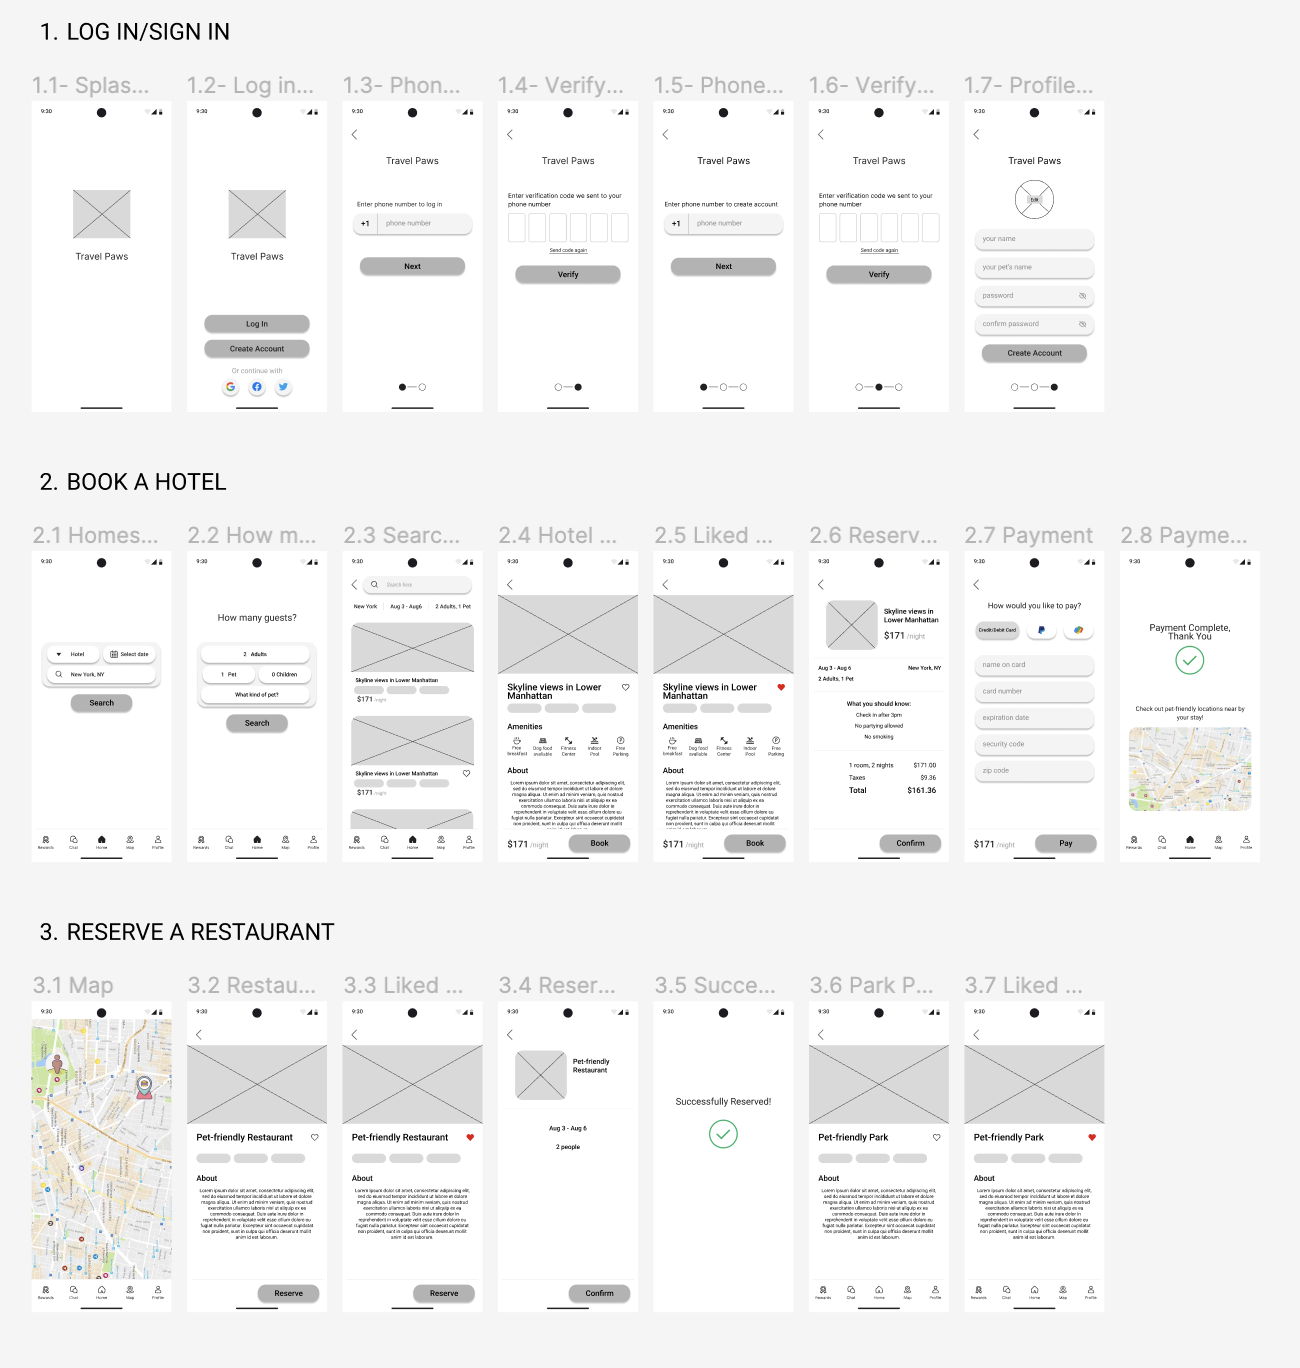 1. LOG IN/SIGN IN
1.1- Splas...
1.2- Log in...
1.3- Phon...
1.4- Verify...
1.5- Phone...
1.6- Verify...
1.7- Profile...
9:30
Travel Paws
9:30
Travel Paws
Log In
Create Account
Or continue with
9:30
Travel Paws
Enter phone number to log in
+1 phone number
Next
9:30
Travel Paws
Enter verification code we sent to your
phone number
Send code again
Verify
9:30
Travel Paws
Enter phone number to create account
+1 phone number
Next
9:30
Travel Paws
Enter verification code we sent to your
phone number
Send code again
Verify
9:30
Travel Paws
Edit
your name
your pet's name
password
confirm password
Create Account
2. BOOK A HOTEL
2.1 Homes...
2.2 How m...
2.3 Searc...
2.4 Hotel ...
2.5 Liked ...
2.6 Reserv...
2.7 Payment
2.8 Payme...
9:30
Hotel Select date
New York, NY
Search
Rewards Chat Home Map Profile
9:30
How many guests?
2 Adults
1 Pet 0 Children
What kind of pet?
Search
Rewards Chat Home Map Profile
9:30
Search here
New York Aug 3 - Aug6 2 Adults, 1 Pet
Skyline views in Lower Manhattan
$171 /night
Skyline views in Lower Manhattan
$171 /night
Rewards Chat Home Map Profile
9:30
Skyline views in Lower
Manhattan
Amenities
Free breakfast Dog food available Fitness Center Indoor Pool Free Parking
About
Lorem ipsum dolor sit amet, consectetur adipiscing elit,
sed do eiusmod tempor incididunt ut labore et dolore
magna aliqua. Ut enim ad minim veniam, quis nostrud
exercitation ullamco laboris nisi ut aliquip ex ea
commodo consequat. Duis aute irure dolor in
reprehenderit in voluptate velit esse cillum dolore eu
fugiat nulla pariatur. Excepteur sint occaecat cupidatat
non proident, sunt in culpa qui officia deserunt mollit
$171 /night Book
9:30
Skyline views in Lower
Manhattan
Amenities
Free breakfast Dog food available Fitness Center Indoor Pool Free Parking
About
Lorem ipsum dolor sit amet, consectetur adipiscing elit,
sed do eiusmod tempor incididunt ut labore et dolore
magna aliqua. Ut enim ad minim veniam, quis nostrud
exercitation ullamco laboris nisi ut aliquip ex ea
commodo consequat. Duis aute irure dolor in
reprehenderit in voluptate velit esse cillum dolore eu
fugiat nulla pariatur. Excepteur sint occaecat cupidatat
non proident, sunt in culpa qui officia deserunt mollit
$171 /night Book
9:30
Skyline views in
Lower Manhattan
$171 /night
Aug 3 - Aug 6 New York, NY
2 Adults, 1 Pet
What you should know:
Check in after 3pm
No partying allowed
No smoking
1 room, 2 nights $171.00
Taxes $9.36
Total $161.36
Confirm
9:30
How would you like to pay?
Credit/Debit Card
name on card
card number
expiration date
security code
zip code
$171 /night Pay
9:30
Payment Complete,
Thank You
Check out pet-friendly locations near by
your stay!
Rewards Chat Home Map Profile
3. RESERVE A RESTAURANT
3.1 Map
3.2 Restau...
3.3 Liked ...
3.4 Reser...
3.5 Succe...
3.6 Park P...
3.7 Liked ...
9:30
Rewards Chat Home Map Profile
9:30
Pet-friendly Restaurant
About
Lorem ipsum dolor sit amet, consectetur adipiscing elit,
sed do eiusmod tempor incididunt ut labore et dolore
magna aliqua. Ut enim ad minim veniam, quis nostrud
exercitation ullamco laboris nisi ut aliquip ex ea
commodo consequat. Duis aute irure dolor in
reprehenderit in voluptate velit esse cillum dolore eu
fugiat nulla pariatur. Excepteur sint occaecat cupidatat
non proident, sunt in culpa qui officia deserunt mollit
anim id est laborum.
Reserve
9:30
Pet-friendly Restaurant
About
Lorem ipsum dolor sit amet, consectetur adipiscing elit,
sed do eiusmod tempor incididunt ut labore et dolore
magna aliqua. Ut enim ad minim veniam, quis nostrud
exercitation ullamco laboris nisi ut aliquip ex ea
commodo consequat. Duis aute irure dolor in
reprehenderit in voluptate velit esse cillum dolore eu
fugiat nulla pariatur. Excepteur sint occaecat cupidatat
non proident, sunt in culpa qui officia deserunt mollit
anim id est laborum.
Reserve
9:30
Pet-friendly
Restaurant
Aug 3 - Aug 6
2 people
Confirm
9:30
Successfully Reserved!
9:30
Pet-friendly Park
About
Lorem ipsum dolor sit amet, consectetur adipiscing elit,
sed do eiusmod tempor incididunt ut labore et dolore
magna aliqua. Ut enim ad minim veniam, quis nostrud
exercitation ullamco laboris nisi ut aliquip ex ea
commodo consequat. Duis aute irure dolor in
reprehenderit in voluptate velit esse cillum dolore eu
fugiat nulla pariatur. Excepteur sint occaecat cupidatat
non proident, sunt in culpa qui officia deserunt mollit
anim id est laborum.
Rewards Chat Home Map Profile
9:30
Pet-friendly Park
About
Lorem ipsum dolor sit amet, consectetur adipiscing elit,
sed do eiusmod tempor incididunt ut labore et dolore
magna aliqua. Ut enim ad minim veniam, quis nostrud
exercitation ullamco laboris nisi ut aliquip ex ea
commodo consequat. Duis aute irure dolor in
reprehenderit in voluptate velit esse cillum dolore eu
fugiat nulla pariatur. Excepteur sint occaecat cupidatat
non proident, sunt in culpa qui officia deserunt mollit
anim id est laborum.
Rewards Chat Home Map Profile